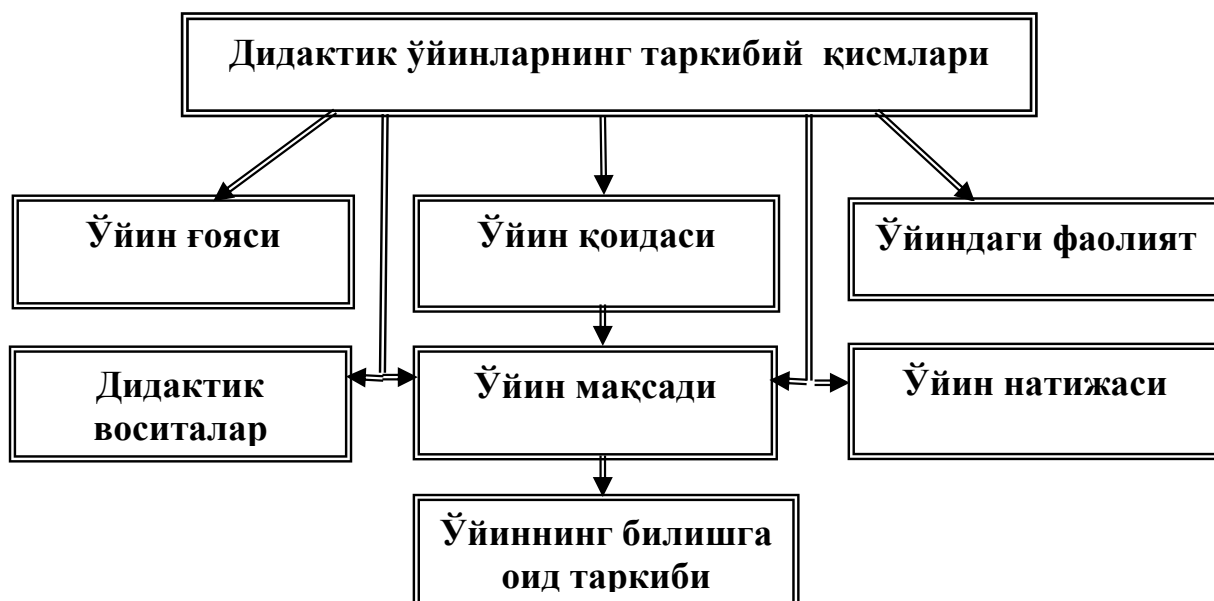 Дидактик ўйинларнинг таркибий қисмлари
Ўйин ғояси
Ўйин қоидаси
Ўйиндаги фаолият
Дидактик
воситалар
Ўйин мақсади
Ўйин натижаси
Ўйиннинг билишга
оид таркиби